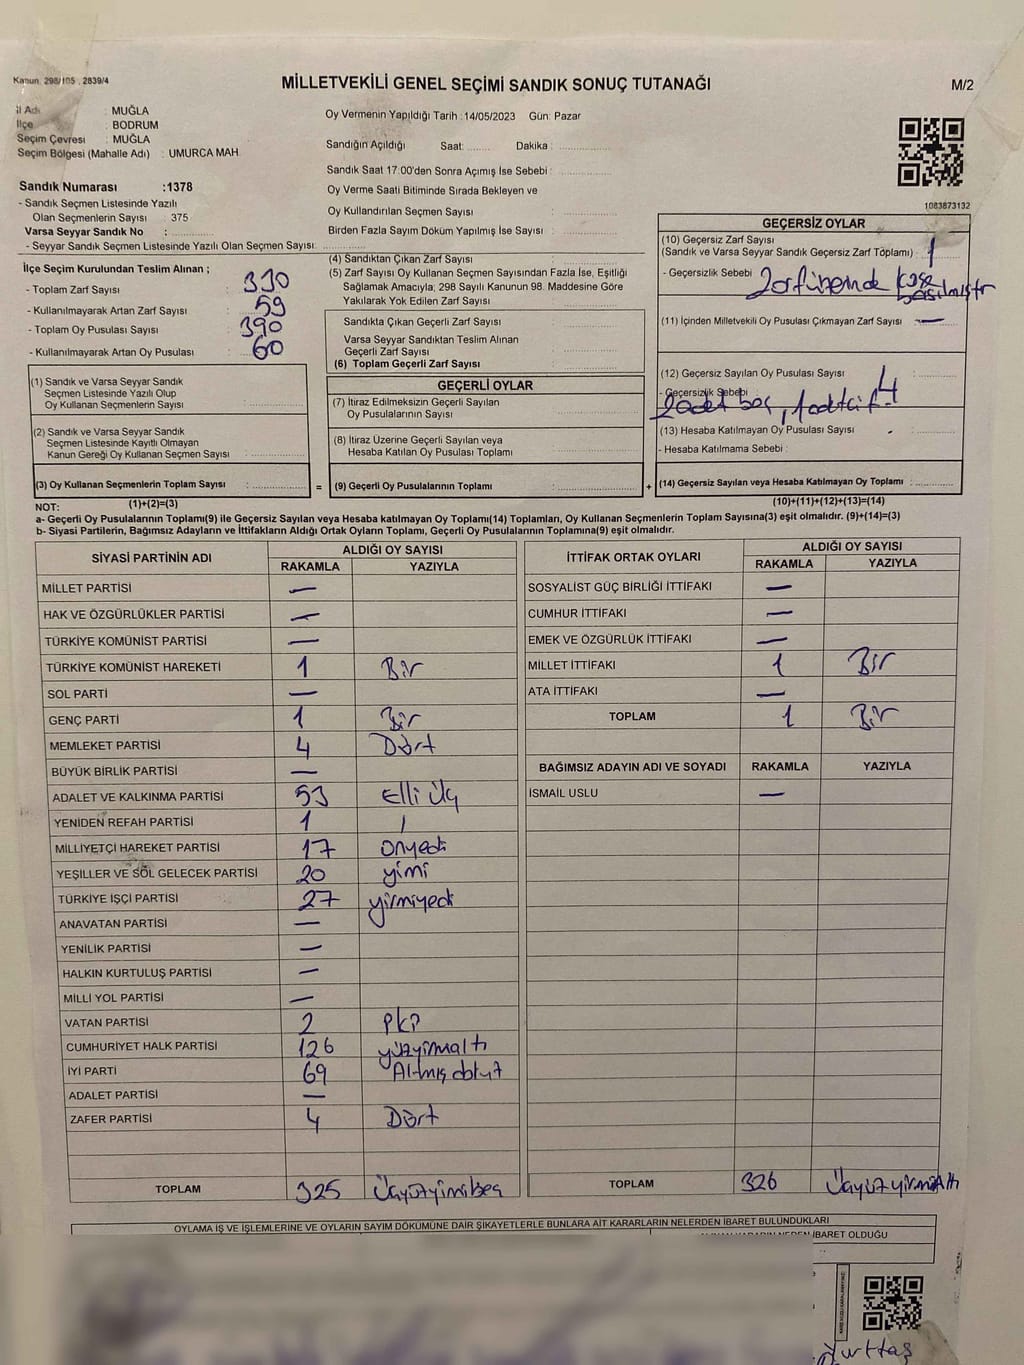 Kanun. 298/105 , 2839/4
MİLLETVEKİLİ GENEL SEÇİMİ SANDIK SONUÇ TUTANAĞI
M/2
İl Adı : MUĞLA
İlçe : BODRUM
Seçim Çevresi : MUĞLA
Seçim Bölgesi (Mahalle Adı) : UMURCA MAH.
Sandık Numarası :1378
- Sandık Seçmen Listesinde Yazılı
Olan Seçmenlerin Sayısı : 375
Varsa Seyyar Sandık No :
- Seyyar Sandık Seçmen Listesinde Yazılı Olan Seçmen Sayısı:
İlçe Seçim Kurulundan Teslim Alınan ;
- Toplam Zarf Sayısı : 330
- Kullanılmayarak Artan Zarf Sayısı : 59
- Toplam Oy Pusulası Sayısı : 390
- Kullanılmayarak Artan Oy Pusulası : 60
(1) Sandık ve Varsa Seyyar Sandık
Seçmen Listesinde Yazılı Olup
Oy Kullanan Seçmenlerin Sayısı :
(2) Sandık ve Varsa Seyyar Sandık
Seçmen Listesinde Kayıtlı Olmayan
Kanun Gereği Oy Kullanan Seçmen Sayısı :
(3) Oy Kullanan Seçmenlerin Toplam Sayısı :
Oy Vermenin Yapıldığı Tarih :14/05/2023 Gün: Pazar
Sandığın Açıldığı Saat: Dakika :
Sandık Saat 17:00'den Sonra Açımış İse Sebebi :
Oy Verme Saati Bitiminde Sırada Bekleyen ve
Oy Kullandırılan Seçmen Sayısı :
Birden Fazla Sayım Döküm Yapılmış İse Sayısı :
(4) Sandıktan Çıkan Zarf Sayısı :
(5) Zarf Sayısı Oy Kullanan Seçmen Sayısından Fazla İse, Eşitliği
Sağlamak Amacıyla; 298 Sayılı Kanunun 98. Maddesine Göre
Yakılarak Yok Edilen Zarf Sayısı :
Sandıkta Çıkan Geçerli Zarf Sayısı :
Varsa Seyyar Sandıktan Teslim Alınan
Geçerli Zarf Sayısı :
(6) Toplam Geçerli Zarf Sayısı :
GEÇERLİ OYLAR
(7) İtiraz Edilmeksizin Geçerli Sayılan
Oy Pusulalarının Sayısı :
(8) İtiraz Üzerine Geçerli Sayılan veya
Hesaba Katılan Oy Pusulası Toplamı :
= (9) Geçerli Oy Pusulalarının Toplamı :
1083873132
GEÇERSİZ OYLAR
(10) Geçersiz Zarf Sayısı
(Sandık ve Varsa Seyyar Sandık Geçersiz Zarf Toplamı) : 1
- Geçersizlik Sebebi : Zarf üzerinde kaşe
basılmıştır
(11) İçinden Milletvekili Oy Pusulası Çıkmayan Zarf Sayısı : —
(12) Geçersiz Sayılan Oy Pusulası Sayısı : 4
- Geçersizlik Sebebi :
2 adet boş, 1 adet çif
(13) Hesaba Katılmayan Oy Pusulası Sayısı :
- Hesaba Katılmama Sebebi :
+ (14) Geçersiz Sayılan veya Hesaba Katılmayan Oy Toplamı :
NOT: (1)+(2)=(3) (10)+(11)+(12)+(13)=(14)
a- Geçerli Oy Pusulalarının Toplamı(9) ile Geçersiz Sayılan veya Hesaba katılmayan Oy Toplamı(14) Toplamları, Oy Kullanan Seçmenlerin Toplam Sayısına(3) eşit olmalıdır. (9)+(14)=(3)
b- Siyasi Partilerin, Bağımsız Adayların ve İttifakların Aldığı Ortak Oyların Toplamı, Geçerli Oy Pusulalarının Toplamına(9) eşit olmalıdır.
SİYASİ PARTİNİN ADI ALDIĞI OY SAYISI
RAKAMLA YAZIYLA
MİLLET PARTİSİ —
HAK VE ÖZGÜRLÜKLER PARTİSİ —
TÜRKİYE KOMÜNİST PARTİSİ —
TÜRKİYE KOMÜNİST HAREKETİ 1 Bir
SOL PARTİ —
GENÇ PARTİ 1 Bir
MEMLEKET PARTİSİ 4 Dört
BÜYÜK BİRLİK PARTİSİ —
ADALET VE KALKINMA PARTİSİ 53 Elli Üç
YENİDEN REFAH PARTİSİ 1 1
MİLLİYETÇİ HAREKET PARTİSİ 17 Onyedi
YEŞİLLER VE SOL GELECEK PARTİSİ 20 yimi
TÜRKİYE İŞÇİ PARTİSİ 27 yirmiyedi
ANAVATAN PARTİSİ —
YENİLİK PARTİSİ —
HALKIN KURTULUŞ PARTİSİ —
MİLLİ YOL PARTİSİ —
VATAN PARTİSİ 2
CUMHURİYET HALK PARTİSİ 126 yüzyirmialtı
İYİ PARTİ 69 Altmış dokuz
ADALET PARTİSİ —
ZAFER PARTİSİ 4 Dört
TOPLAM 325 Üçyüzyimibeş
İTTİFAK ORTAK OYLARI ALDIĞI OY SAYISI
RAKAMLA YAZIYLA
SOSYALİST GÜÇ BİRLİĞİ İTTİFAKI —
CUMHUR İTTİFAKI —
EMEK VE ÖZGÜRLÜK İTTİFAKI —
MİLLET İTTİFAKI 1 Bir
ATA İTTİFAKI —
TOPLAM 1 Bir
BAĞIMSIZ ADAYIN ADI VE SOYADI RAKAMLA YAZIYLA
İSMAİL USLU —
TOPLAM 326 Üçyüzyirmialtı
OYLAMA İŞ VE İŞLEMLERİNE VE OYLARIN SAYIM DÖKÜMÜNE DAİR ŞİKAYETLERLE BUNLARA AİT KARARLARIN NELERDEN İBARET BULUNDUKLARI
İBARET OLDUĞU
Yurttaş